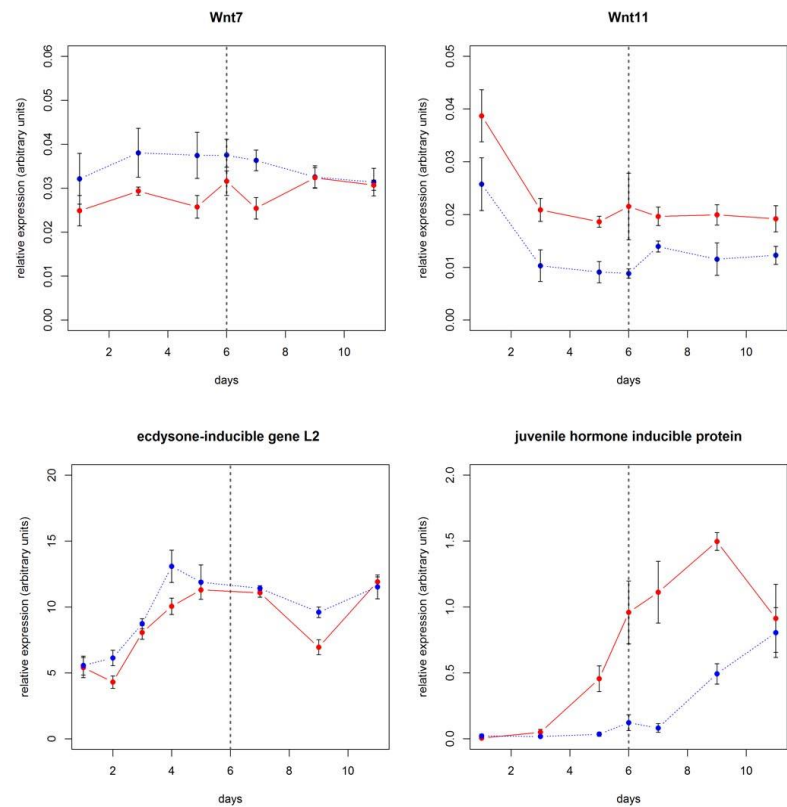 Wnt7
relative expression (arbitrary units)
0.00 0.01 0.02 0.03 0.04 0.05 0.06
2 4 6 8 10
days
Wnt11
relative expression (arbitrary units)
0.00 0.01 0.02 0.03 0.04 0.05
2 4 6 8 10
days
ecdysone-inducible gene L2
relative expression (arbitrary units)
0 5 10 15 20
2 4 6 8 10
days
juvenile hormone inducible protein
relative expression (arbitrary units)
0.0 0.5 1.0 1.5 2.0
2 4 6 8 10
days